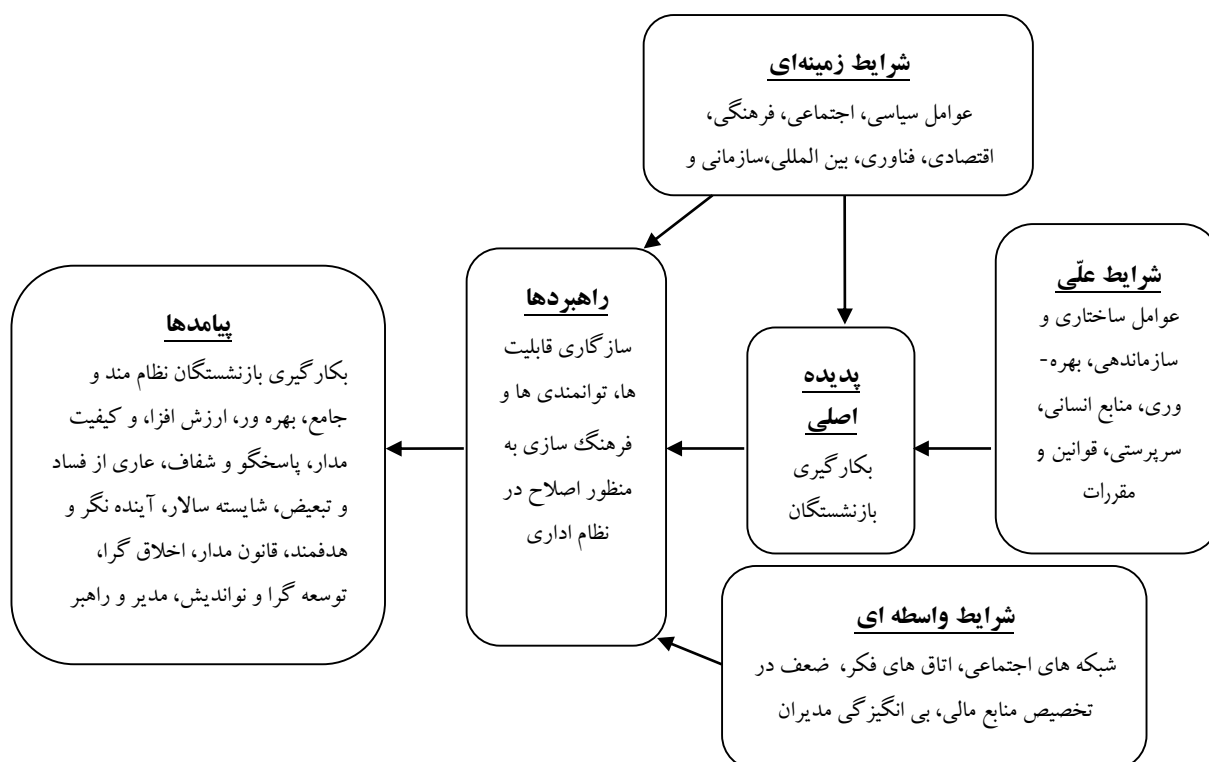 شرایط زمینه‌ای
عوامل سیاسی، اجتماعی، فرهنگی،
اقتصادی، فناوری، بین المللی،سازمانی و
شرایط علّی
عوامل ساختاری و
سازماندهی، بهره-
وری، منابع انسانی،
سرپرستی، قوانین و
مقررات
پدیده
اصلی
بکارگیری
بازنشستگان
راهبردها
سازگاری قابلیت
ها، توانمندی ها و
فرهنگ سازی به
منظور اصلاح در
نظام اداری
پیامدها
بکارگیری بازنشستگان نظام مند و
جامع، بهره ور، ارزش افزا، و کیفیت
مدار، پاسخگو و شفاف، عاری از فساد
و تبعیض، شایسته سالار، آینده نگر و
هدفمند، قانون مدار، اخلاق گرا،
توسعه گرا و نواندیش، مدیر و راهبر
شرایط واسطه ای
شبکه های اجتماعی، اتاق های فکر، ضعف در
تخصیص منابع مالی، بی انگیزگی مدیران